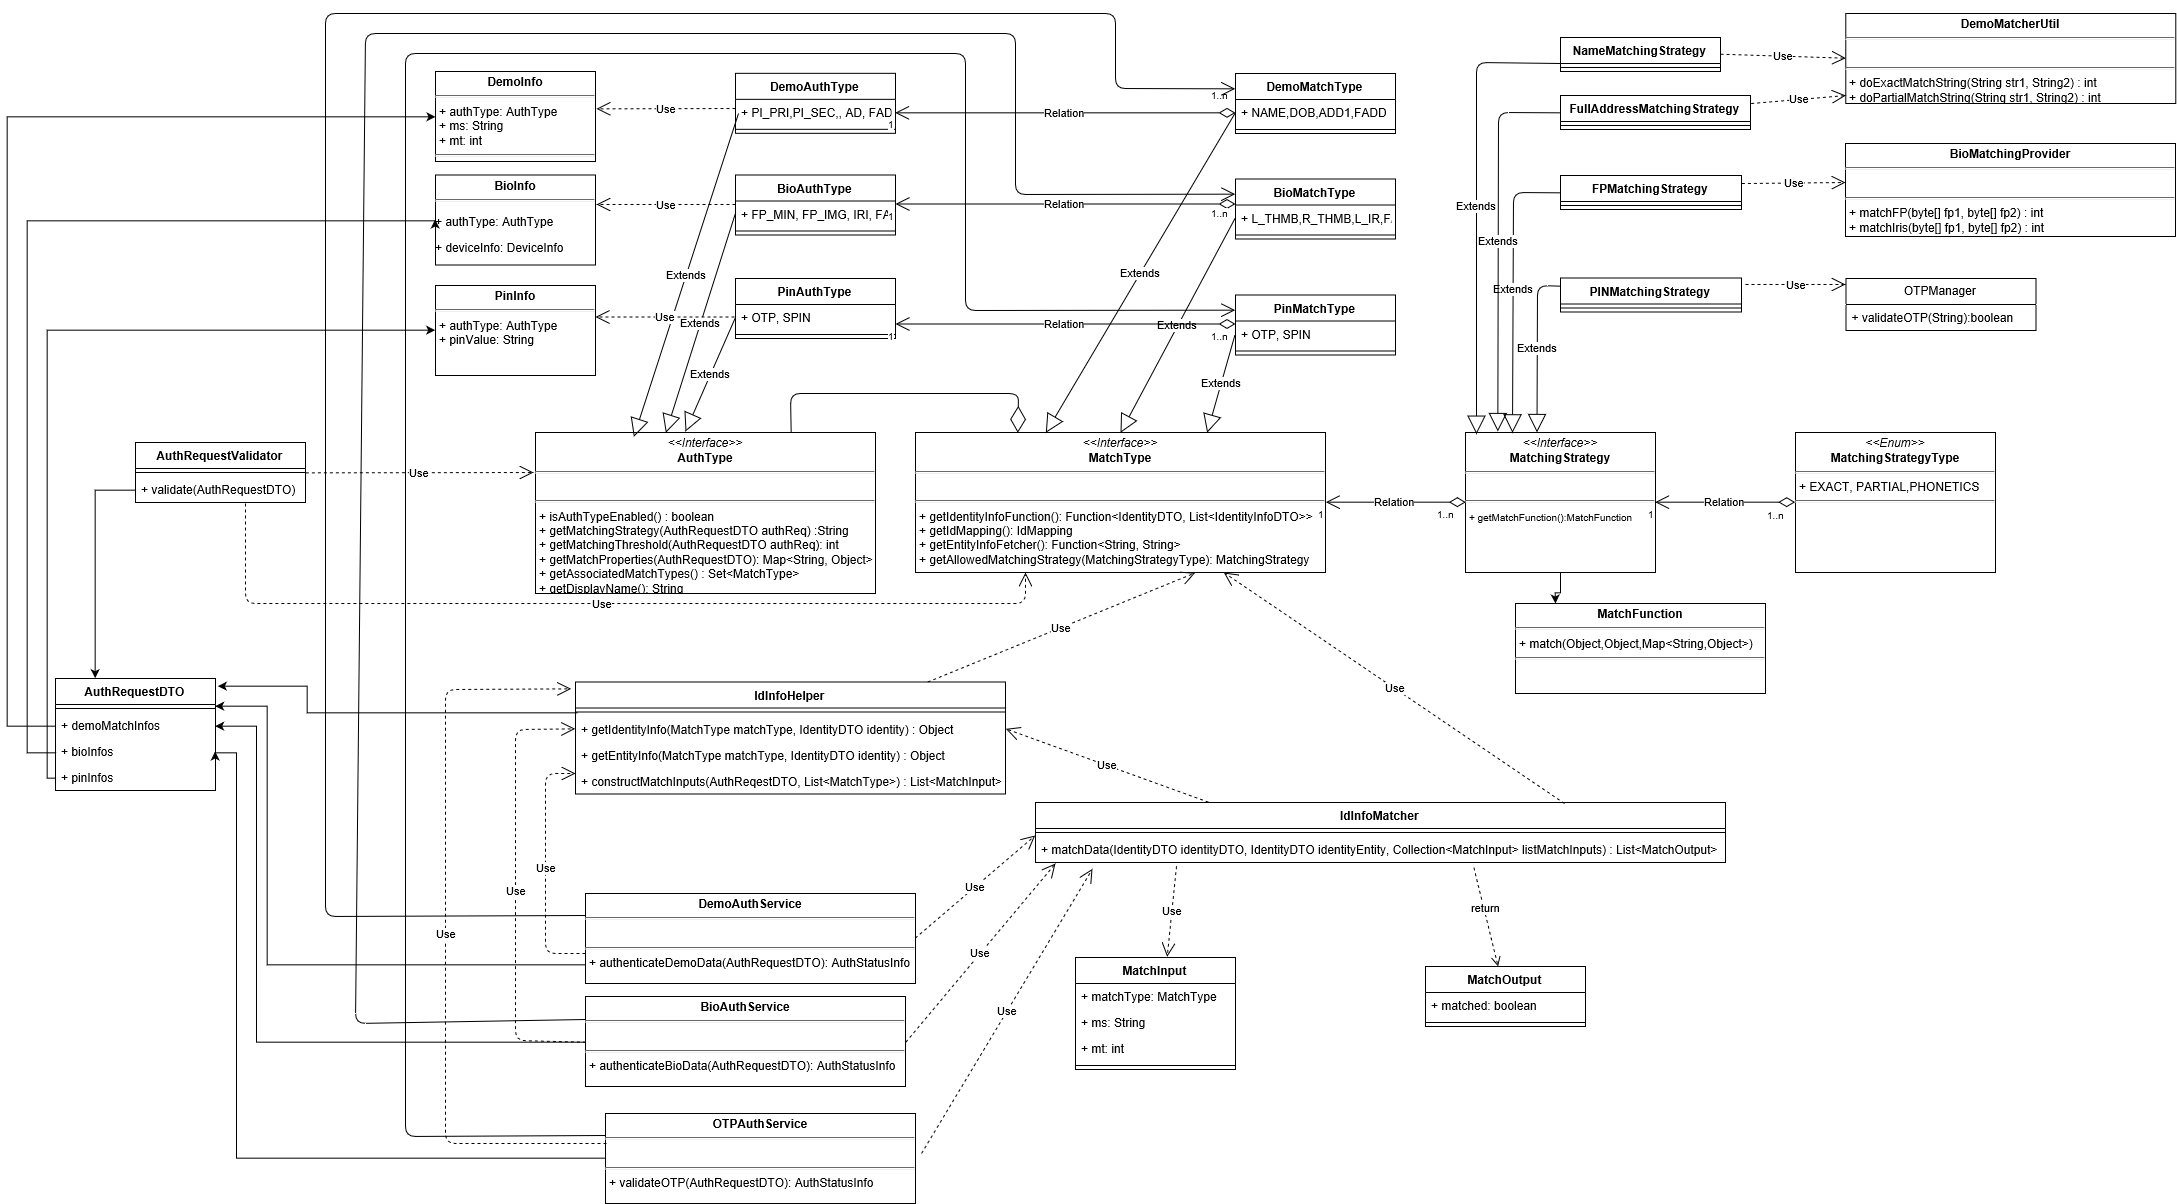 DemoInfo
+ authType: AuthType
+ ms: String
+ mt: int
BioInfo
+ authType: AuthType
+ deviceInfo: DeviceInfo
PinInfo
+ authType: AuthType
+ pinValue: String
Use
Use
Use
DemoAuthType
+ PI_PRI,PI_SEC,, AD, FAD
1
BioAuthType
+ FP_MIN, FP_IMG, IRI, FA
1
PinAuthType
+ OTP, SPIN
1
Extends
Extends
Extends
Relation
Relation
Relation
1..n
1..n
1..n
DemoMatchType
+ NAME,DOB,ADD1,FADD
BioMatchType
+ L_THMB,R_THMB,L_IR,F.
PinMatchType
+ OTP, SPIN
Extends
Extends
Extends
NameMatchingStrategy
FullAddressMatchingStrategy
FPMatchingStrategy
PINMatchingStrategy
Extends
Extends
Extends
Extends
Use
Use
Use
Use
DemoMatcherUtil
+ doExactMatchString(String str1, String2) : int
+ doPartialMatchString(String str1, String2) : int
BioMatchingProvider
+ matchFP(byte[] fp1, byte[] fp2) : int
+ matchIris(byte[] fp1, byte[] fp2) : int
OTPManager
+ validateOTP(String):boolean
AuthRequestValidator
+ validate(AuthRequestDTO)
Use
Use
<<Interface>>
AuthType
+ isAuthTypeEnabled() : boolean
+ getMatchingStrategy(AuthRequestDTO authReq) :String
+ getMatchingThreshold(AuthRequestDTO authReq): int
+ getMatchProperties(AuthRequestDTO): Map<String, Object>
+ getAssociatedMatchTypes() : Set<MatchType>
+ getDisplayName(): String
<<Interface>>
MatchType
+ getIdentityInfoFunction(): Function<IdentityDTO, List<IdentityInfoDTO>>
+ getIdMapping(): IdMapping
+ getEntityInfoFetcher(): Function<String, String>
+ getAllowedMatchingStrategy(MatchingStrategyType): MatchingStrategy
1
Relation
1..n
<<Interface>>
MatchingStrategy
+ getMatchFunction():MatchFunction
1
Relation
1..n
<<Enum>>
MatchingStrategyType
+ EXACT, PARTIAL,PHONETICS
MatchFunction
+ match(Object,Object,Map<String,Object>)
AuthRequestDTO
+ demoMatchInfos
+ bioInfos
+ pinInfos
IdInfoHelper
+ getIdentityInfo(MatchType matchType, IdentityDTO identity) : Object
+ getEntityInfo(MatchType matchType, IdentityDTO identity) : Object
+ constructMatchInputs(AuthReqestDTO, List<MatchType>) : List<MatchInput>
Use
Use
Use
IdInfoMatcher
+ matchData(IdentityDTO identityDTO, IdentityDTO identityEntity, Collection<MatchInput> listMatchInputs) : List<MatchOutput>
Use
Use
Use
DemoAuthService
+ authenticateDemoData(AuthRequestDTO): AuthStatusInfo
BioAuthService
+ authenticateBioData(AuthRequestDTO): AuthStatusInfo
OTPAuthService
+ validateOTP(AuthRequestDTO): AuthStatusInfo
Use
Use
Use
Use
return
MatchInput
+ matchType: MatchType
+ ms: String
+ mt: int
MatchOutput
+ matched: boolean